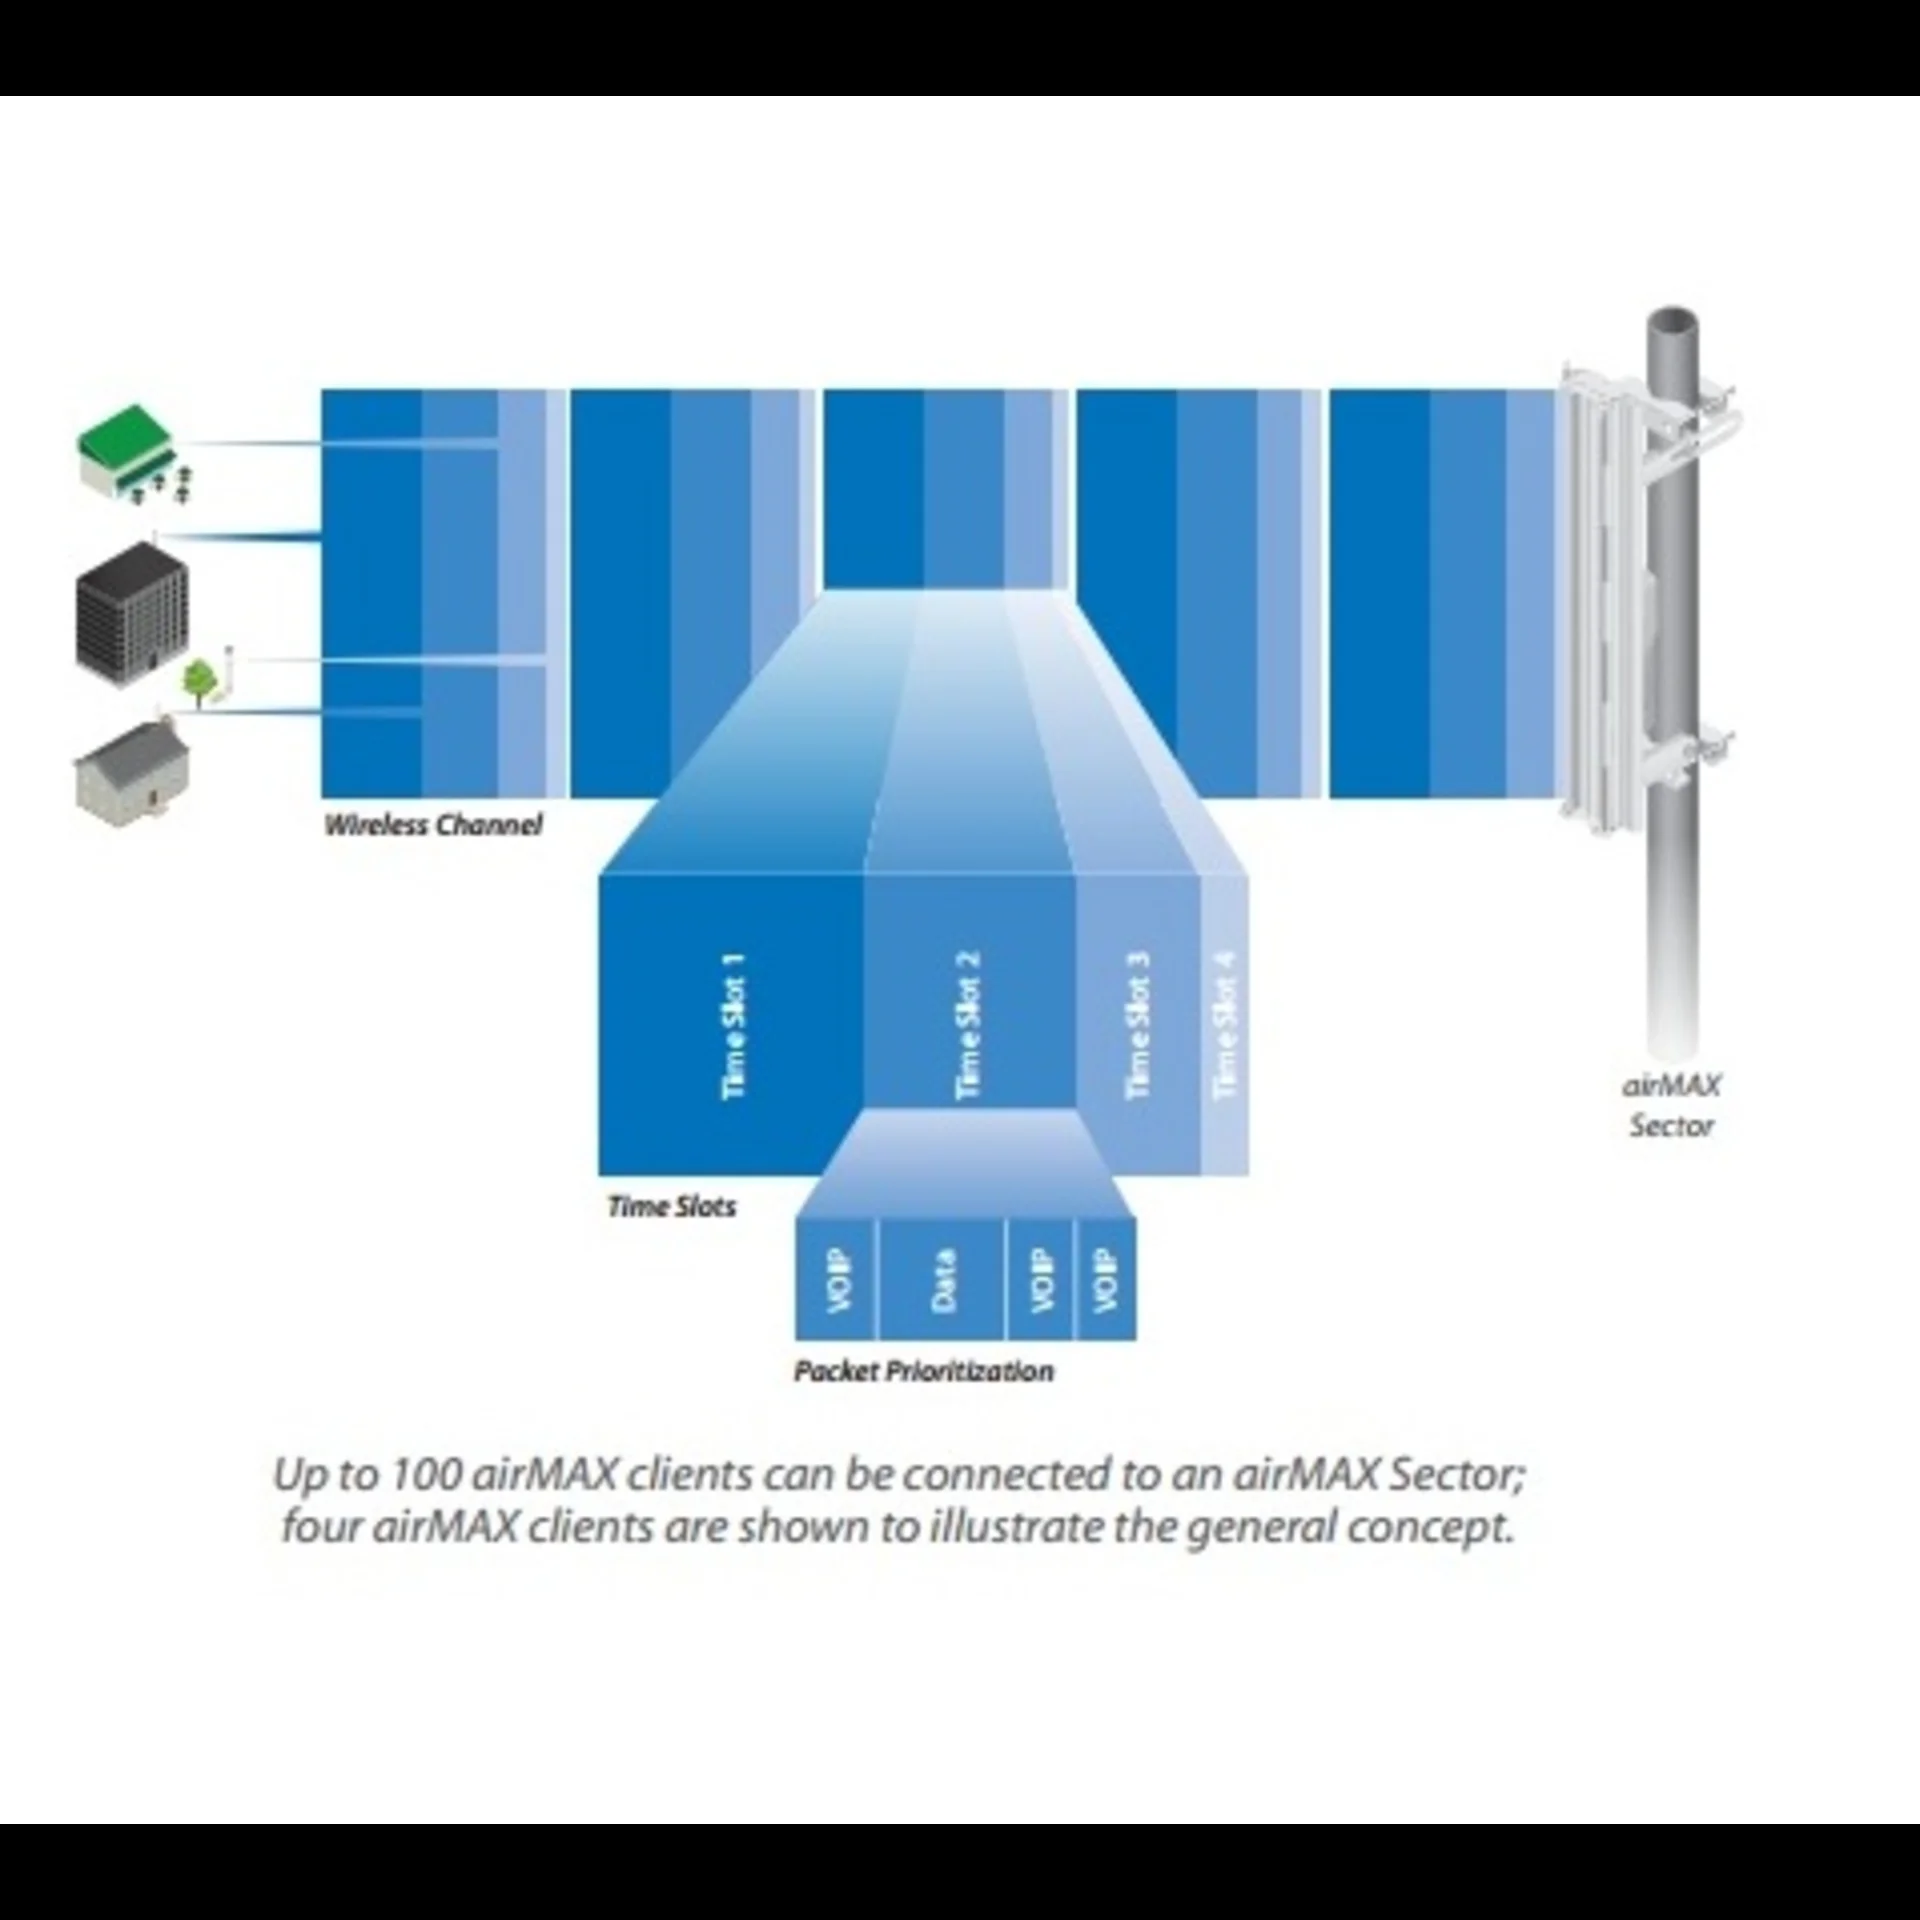 Wireless Channel
Time Slot 1
Time Slot 2
Time Slot 3
Time Slot 4
airMAX
Sector
Time Slots
VOIP
Data
VOIP
VOIP
Packet Prioritization
Up to 100 airMAX clients can be connected to an airMAX Sector;
four airMAX clients are shown to illustrate the general concept.